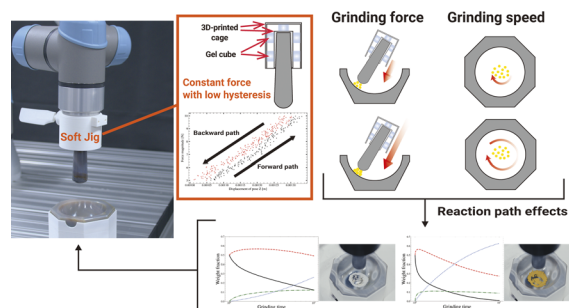 3D-printed
cage
Gel cube
Constant force
with low hysteresis
Soft Jig
Backward path
Forward path
Grinding force
Grinding speed
Reaction path effects
Weight fraction
Grinding time
Weight fraction
Grinding time